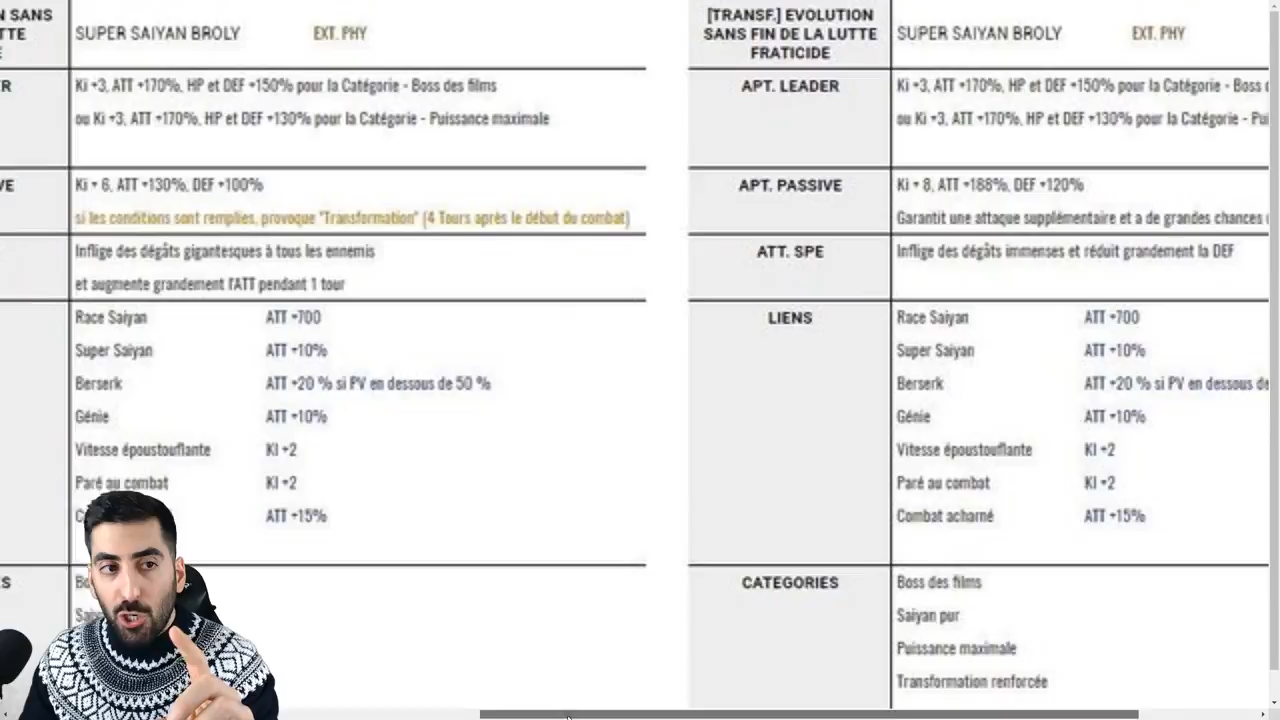 N SANS
TTE
E
SUPER SAIYAN BROLY EXT. PHY
R
Ki +3, ATT +170%, HP et DEF +150% pour la Catégorie - Boss des films
ou Ki +3, ATT +170%, HP et DEF +130% pour la Catégorie - Puissance maximale
VE
Ki + 6, ATT +130%, DEF +100%
si les conditions sont remplies, provoque "Transformation" (4 Tours après le début du combat)
Inflige des dégâts gigantesques à tous les ennemis
et augmente grandement l'ATT pendant 1 tour
Race Saiyan ATT +700
Super Saiyan ATT +10%
Berserk ATT +20 % si PV en dessous de 50 %
Génie ATT +10%
Vitesse époustouflante KI +2
Paré au combat KI +2
ATT +15%
S
[TRANSF.] EVOLUTION
SANS FIN DE LA LUTTE
FRATICIDE
SUPER SAIYAN BROLY EXT. PHY
APT. LEADER
Ki +3, ATT +170%, HP et DEF +150% pour la Catégorie - Boss
ou Ki +3, ATT +170%, HP et DEF +130% pour la Catégorie - Pui
APT. PASSIVE
Ki + 8, ATT +188%, DEF +120%
Garantit une attaque supplémentaire et a de grandes chances
ATT. SPE
Inflige des dégâts immenses et réduit grandement la DEF
LIENS
Race Saiyan ATT +700
Super Saiyan ATT +10%
Berserk ATT +20 % si PV en dessous de
Génie ATT +10%
Vitesse époustouflante KI +2
Paré au combat KI +2
Combat acharné ATT +15%
CATEGORIES
Boss des films
Saiyan pur
Puissance maximale
Transformation renforcée